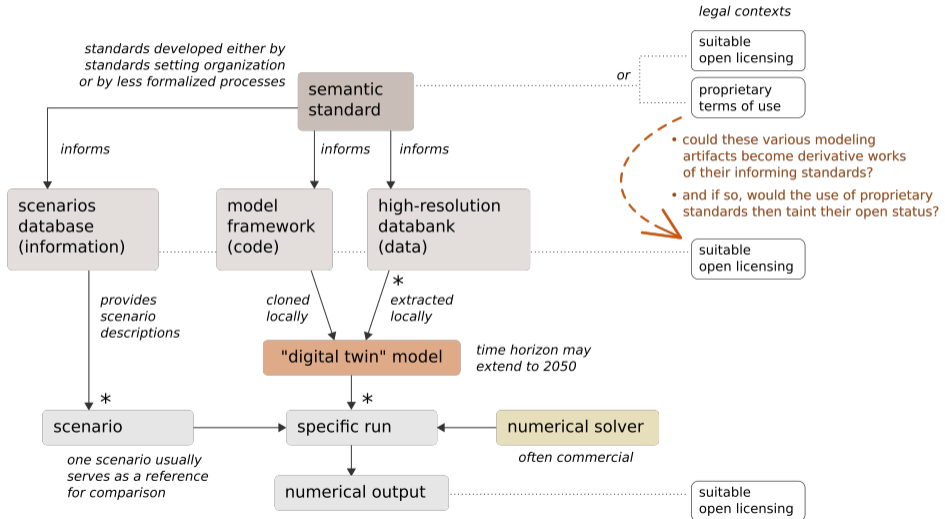 legal contexts
suitable
open licensing
standards developed either by
standards setting organization
or by less formalized processes
or
semantic
standard
proprietary
terms of use
• could these various modeling
artifacts become derivative works
of their informing standards?
• and if so, would the use of proprietary
standards then taint their open status?
informs
informs
informs
scenarios
database
(information)
model
framework
(code)
high-resolution
databank
(data)
suitable
open licensing
*
provides
scenario
descriptions
cloned
locally
extracted
locally
"digital twin" model
time horizon may
extend to 2050
*
*
scenario
specific run
numerical solver
one scenario usually
serves as a reference
for comparison
often commercial
numerical output
suitable
open licensing